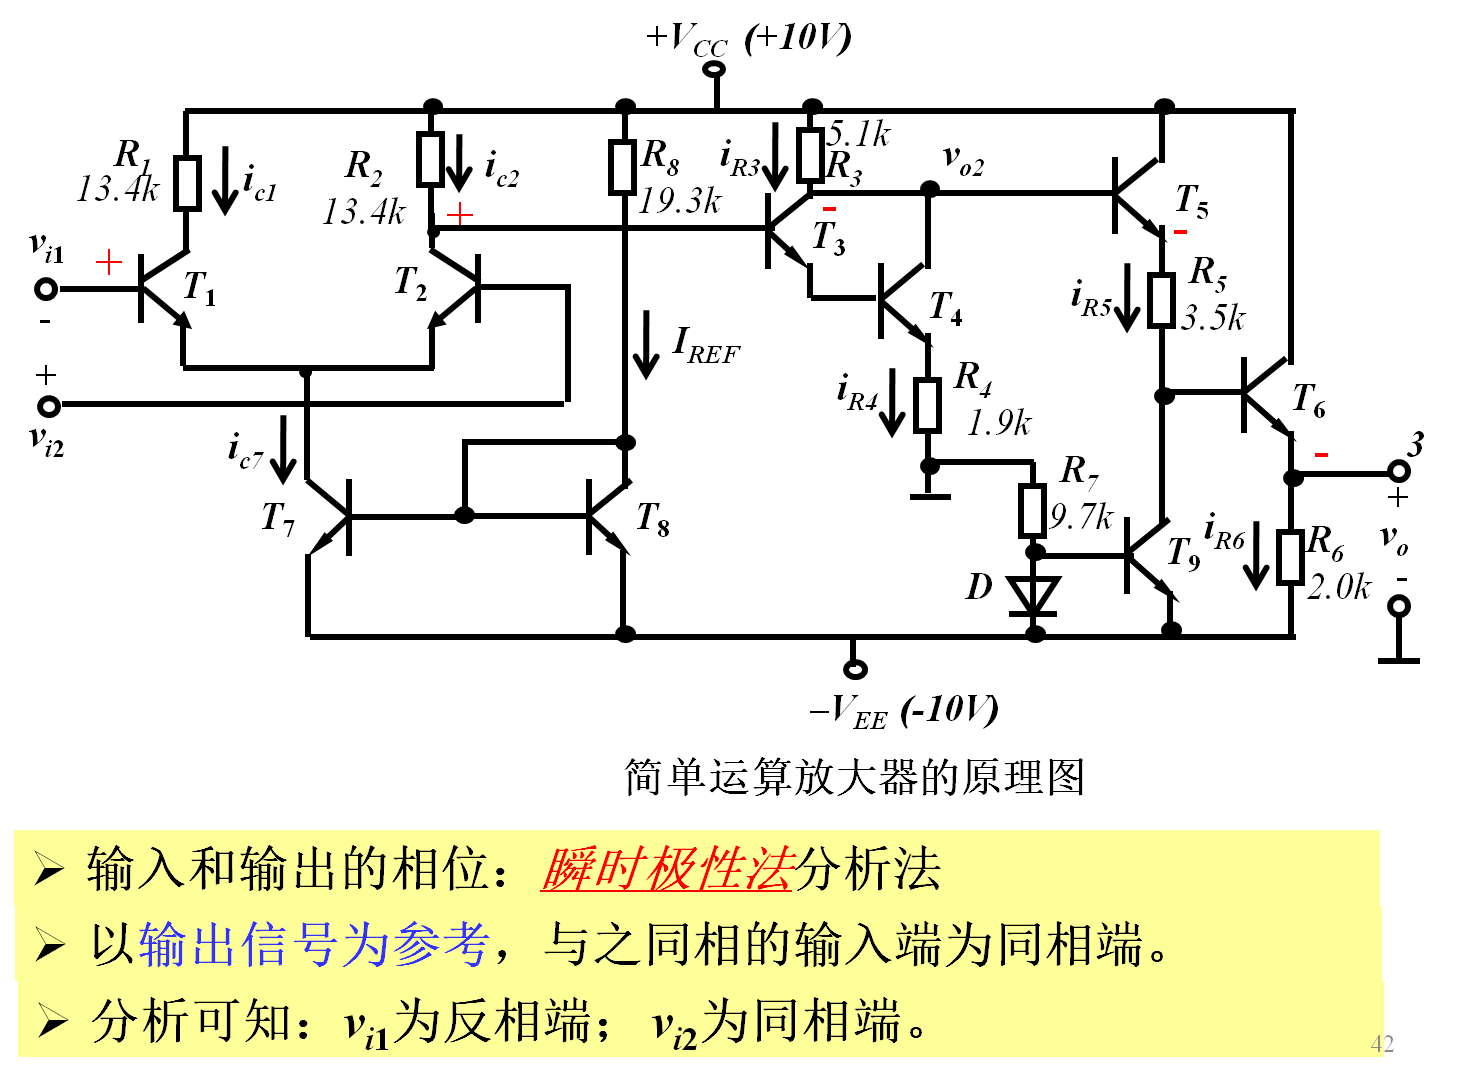 +VCC (+10V)
R1
13.4k
ic1
R2
13.4k
ic2
R8
19.3k
iR3
5.1k
R3
vo2
T5
vi1
+
-
T1
+
T2
-
T3
-
R5
3.5k
iR5
T4
IREF
+
vi2
iR4
R4
1.9k
T6
-
3
+
vo
-
ic7
T7
T8
R7
9.7k
T9
iR6
R6
2.0k
D
–VEE (-10V)
简单运算放大器的原理图
➢ 输入和输出的相位：瞬时极性法分析法
➢ 以输出信号为参考，与之同相的输入端为同相端。
➢ 分析可知：vi1为反相端；vi2为同相端。
42